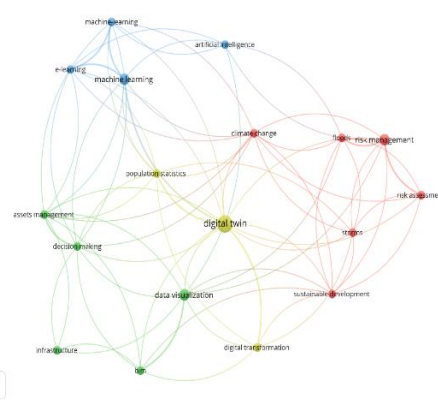 machine-learning
artificial intelligence
e-learning
machine learning
climate change
floods
risk management
population statistics
risk assessme
assets management
digital twin
storms
decision making
data visualization
sustainable development
infrastructure
digital transformation
bim